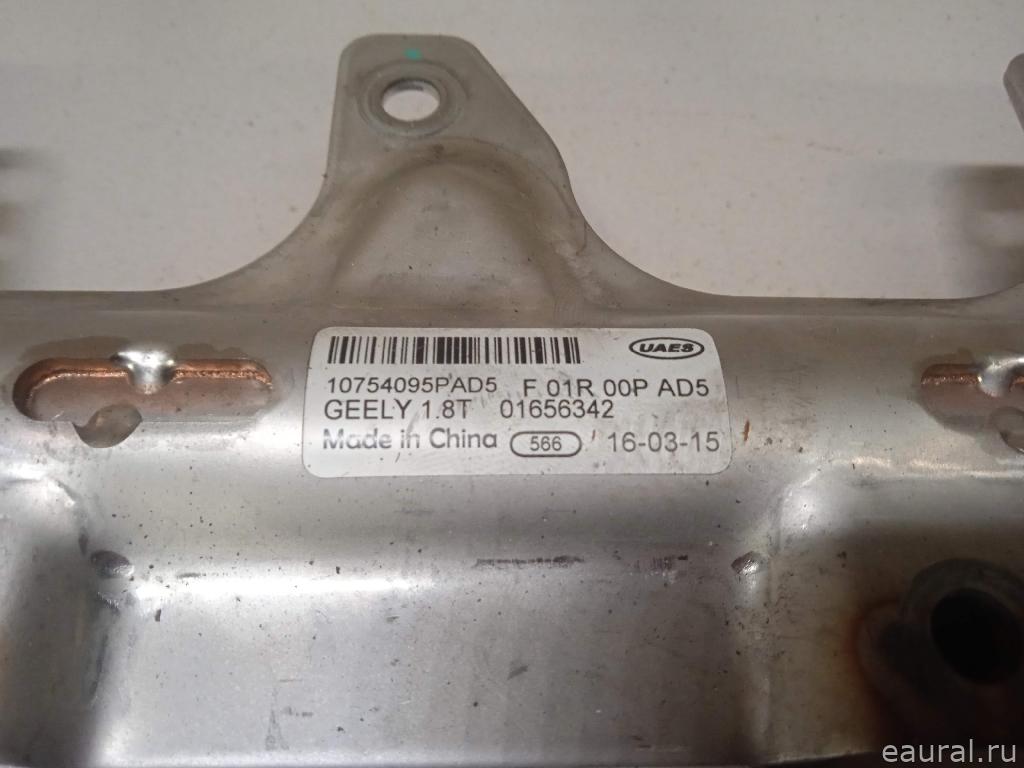 UAES
10754095PAD5 F 01R 00P AD5
GEELY 1.8T 01656342
Made in China 566 16-03-15
eaural.ru